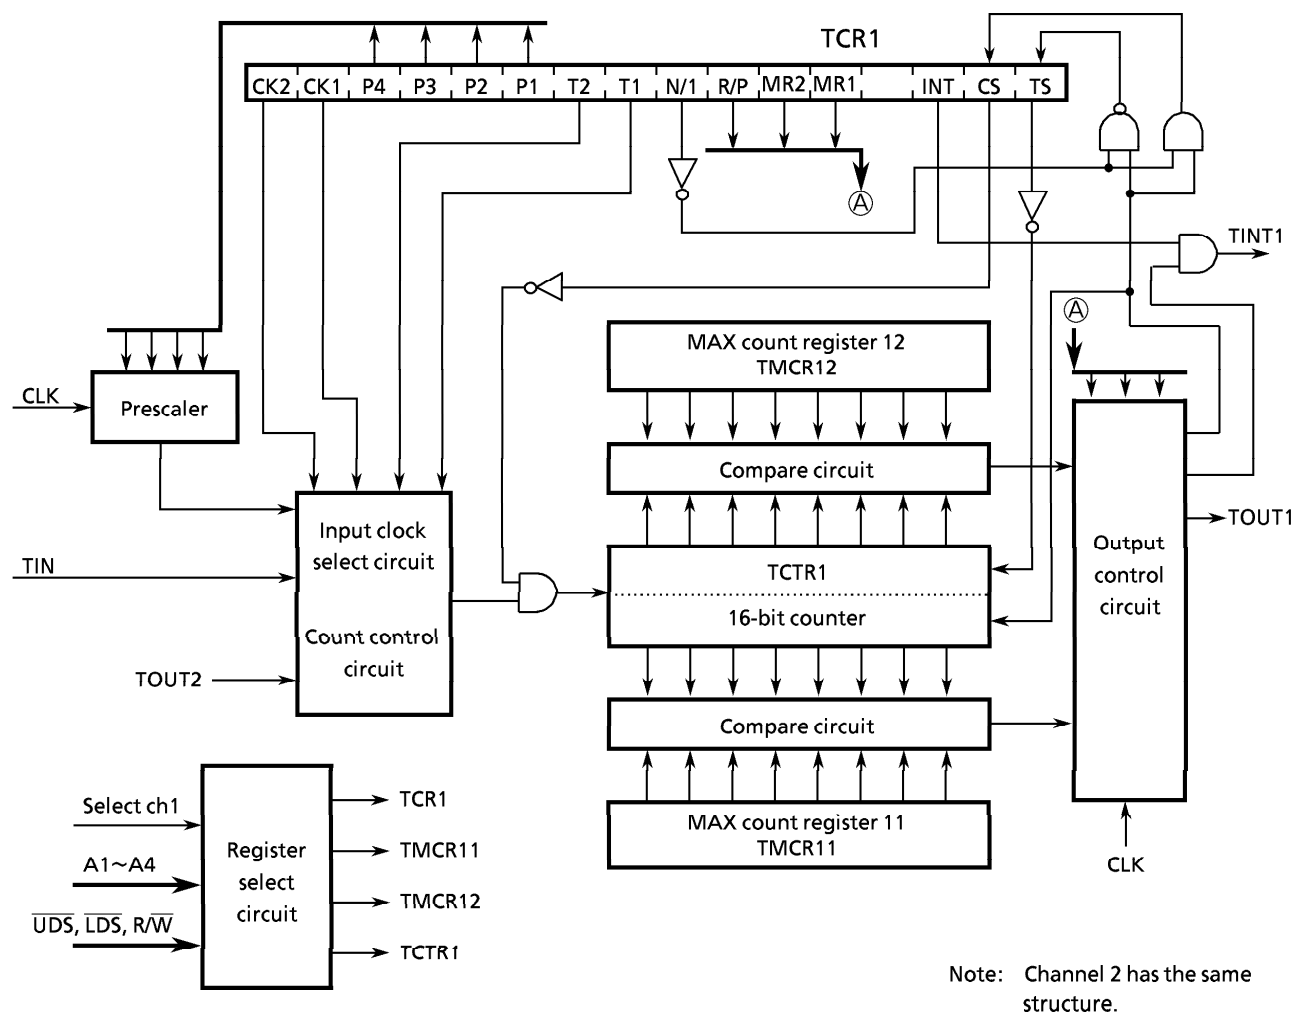 TCR1
CK2 CK1 P4 P3 P2 P1 T2 T1 N/1 R/P MR2 MR1 INT CS TS
A
TINT1
A
MAX count register 12
TMCR12
CLK
Prescaler
Compare circuit
Input clock
select circuit
TOUT1
Output
control
circuit
TIN
TCTR1
16-bit counter
Count control
circuit
TOUT2
Compare circuit
Select ch1
TCR1
MAX count register 11
TMCR11
Register
select
circuit
TMCR11
A1~A4
CLK
TMCR12
UDS, LDS, R/W
TCTR1
Note: Channel 2 has the same
structure.